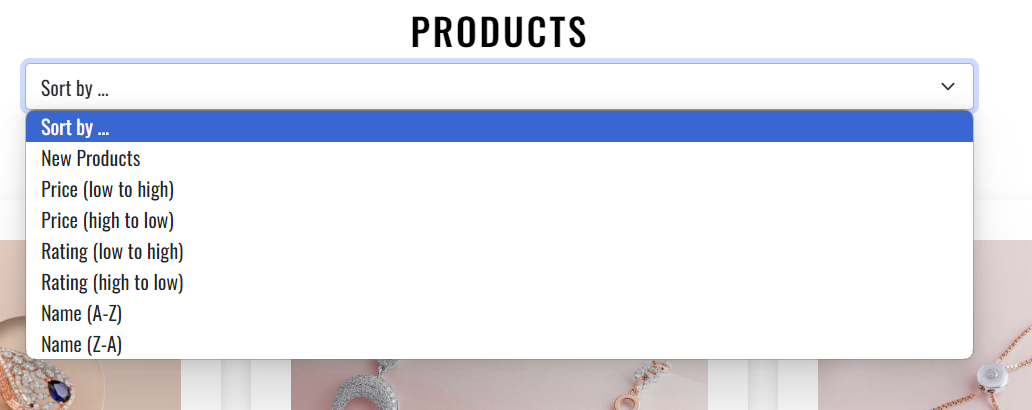 PRODUCTS
Sort by ...
Sort by ...
New Products
Price (low to high)
Price (high to low)
Rating (low to high)
Rating (high to low)
Name (A-Z)
Name (Z-A)